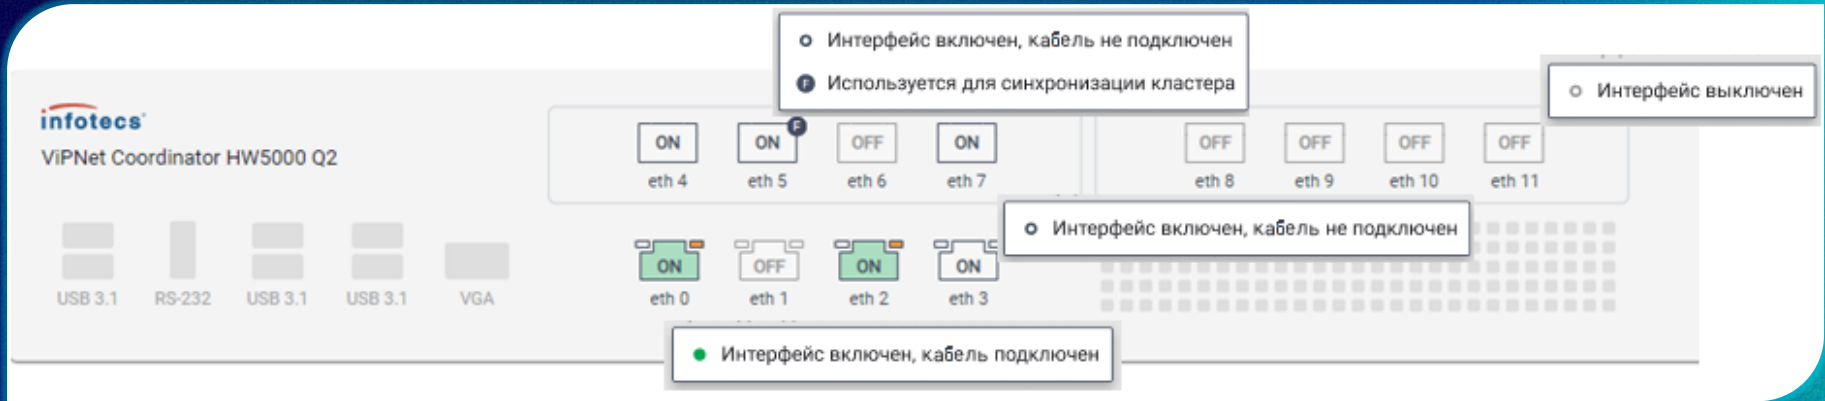 Интерфейс включен, кабель не подключен
F Используется для синхронизации кластера
Интерфейс выключен
infotecs
ViPNet Coordinator HW5000 Q2
ON ON F OFF ON OFF OFF OFF OFF
eth 4 eth 5 eth 6 eth 7 eth 8 eth 9 eth 10 eth 11
Интерфейс включен, кабель не подключен
ON OFF ON ON
USB 3.1 RS-232 USB 3.1 USB 3.1 VGA eth 0 eth 1 eth 2 eth 3
Интерфейс включен, кабель подключен